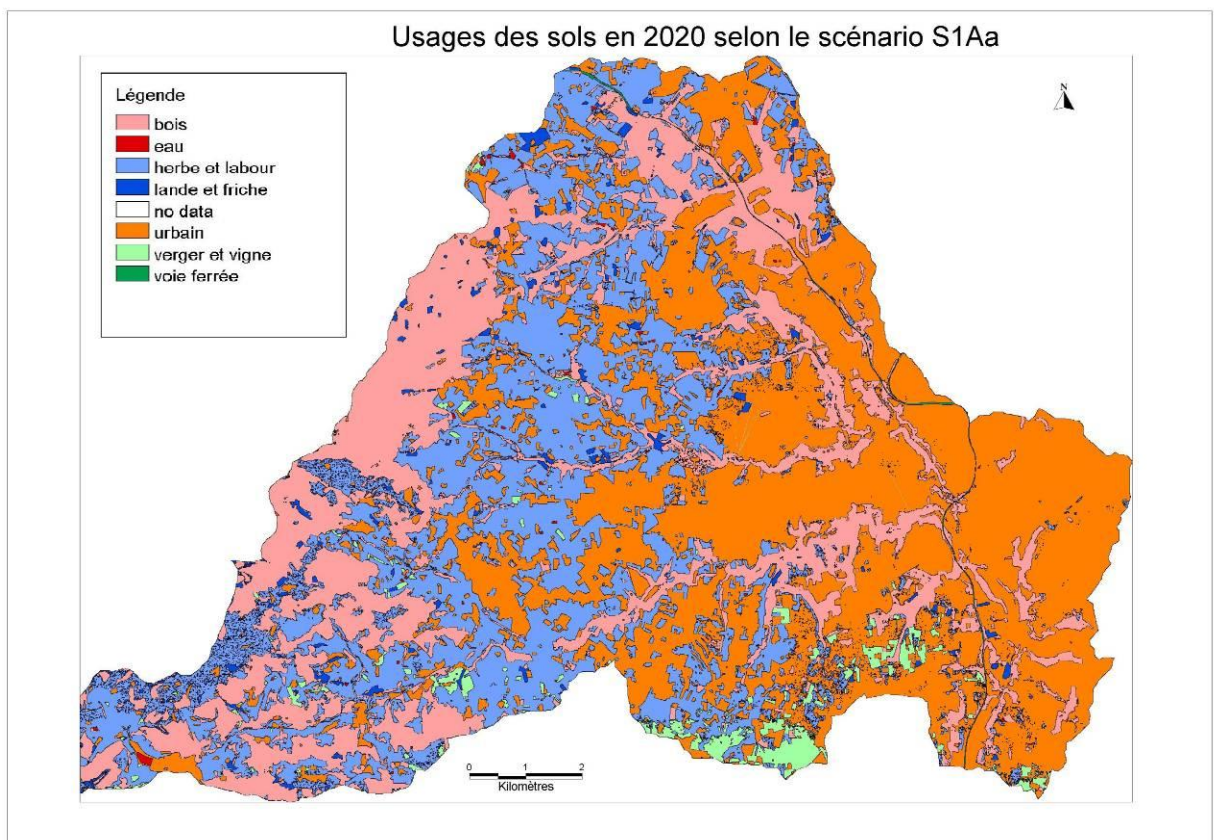 Usages des sols en 2020 selon le scénario S1Aa
Légende
bois
eau
herbe et labour
lande et friche
no data
urbain
verger et vigne
voie ferrée
N
0 1 2
Kilomètres